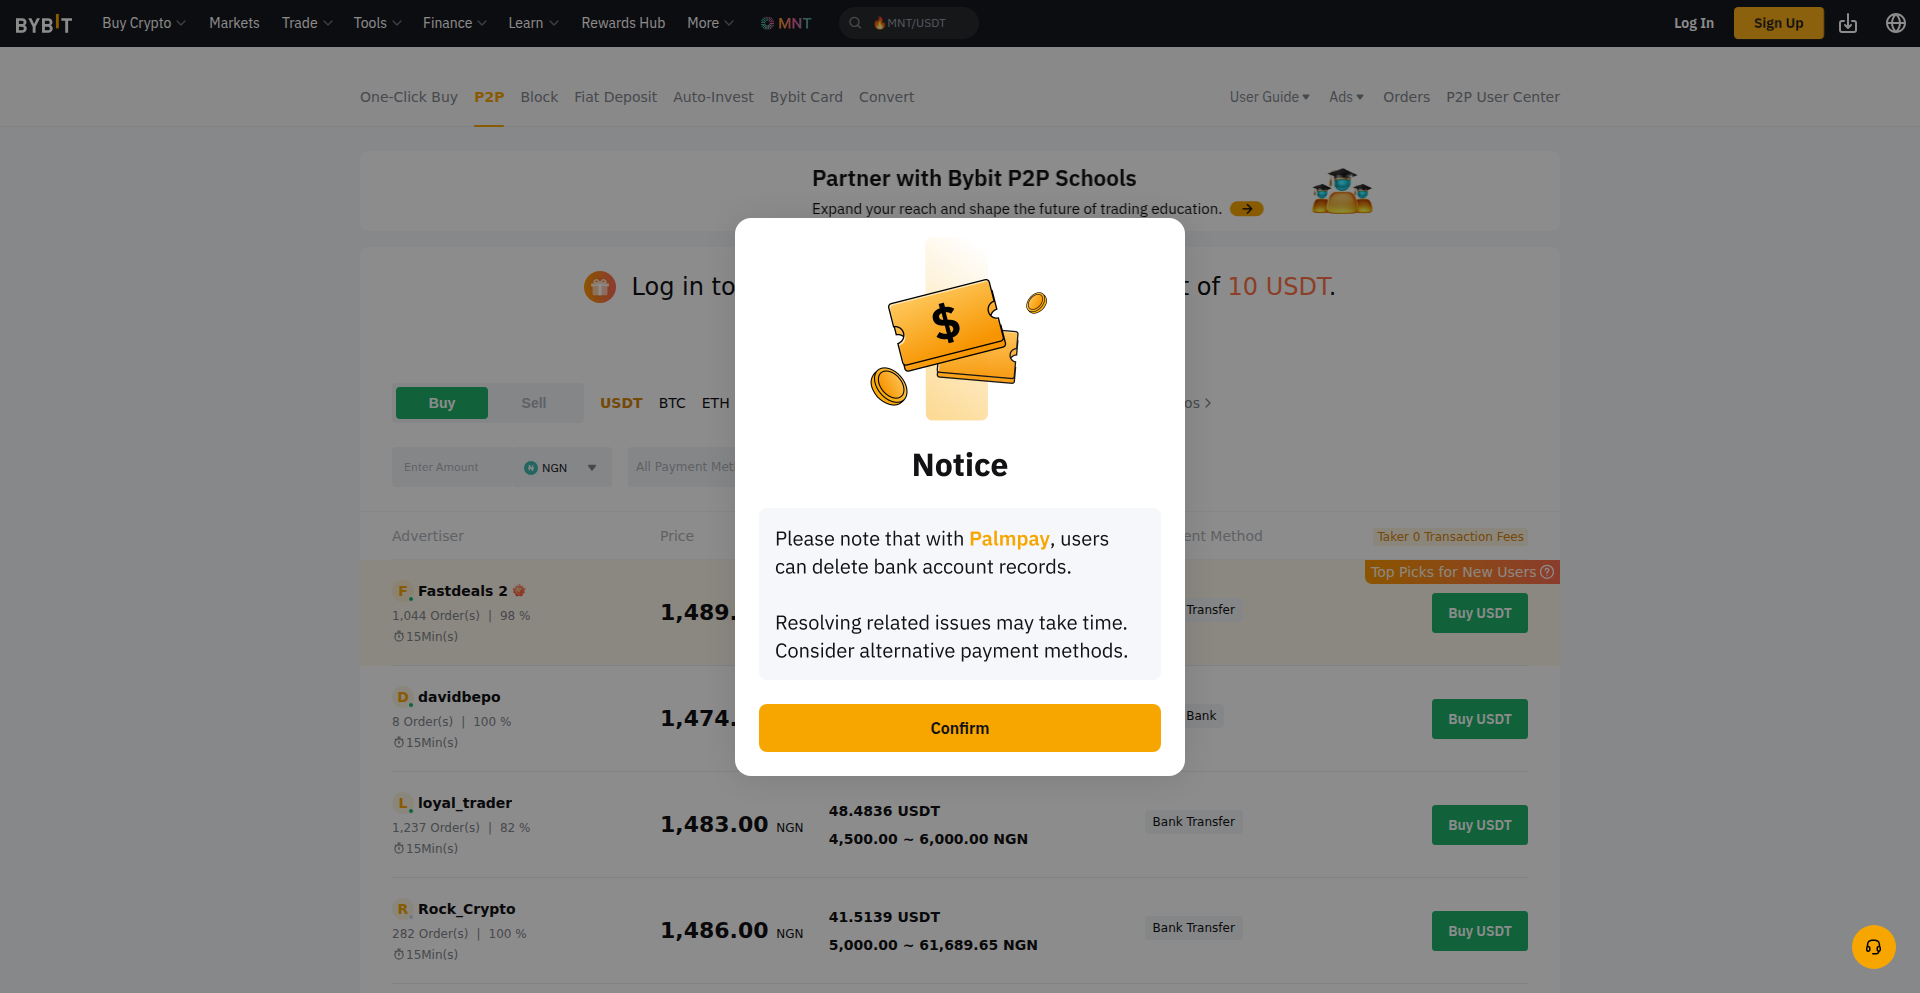 BYBIT
Buy Crypto
Markets
Trade
Tools
Finance
Learn
Rewards Hub
More
MNT
MNT/USDT
Log In
Sign Up
One-Click Buy
P2P
Block
Fiat Deposit
Auto-Invest
Bybit Card
Convert
User Guide
Ads
Orders
P2P User Center
Partner with Bybit P2P Schools
Expand your reach and shape the future of trading education.
Log in to
of 10 USDT.
Buy
Sell
USDT
BTC
ETH
os
Enter Amount
NGN
All Payment Met
Advertiser
Price
ent Method
Taker 0 Transaction Fees
Top Picks for New Users
F
Fastdeals 2
1,044 Order(s) | 98 %
15Min(s)
1,489.
Transfer
Buy USDT
D
davidbepo
8 Order(s) | 100 %
15Min(s)
1,474.
Bank
Buy USDT
L
loyal_trader
1,237 Order(s) | 82 %
15Min(s)
1,483.00 NGN
48.4836 USDT
4,500.00 ~ 6,000.00 NGN
Bank Transfer
Buy USDT
R
Rock_Crypto
282 Order(s) | 100 %
15Min(s)
1,486.00 NGN
41.5139 USDT
5,000.00 ~ 61,689.65 NGN
Bank Transfer
Buy USDT
$
Notice
Please note that with Palmpay, users
can delete bank account records.
Resolving related issues may take time.
Consider alternative payment methods.
Confirm